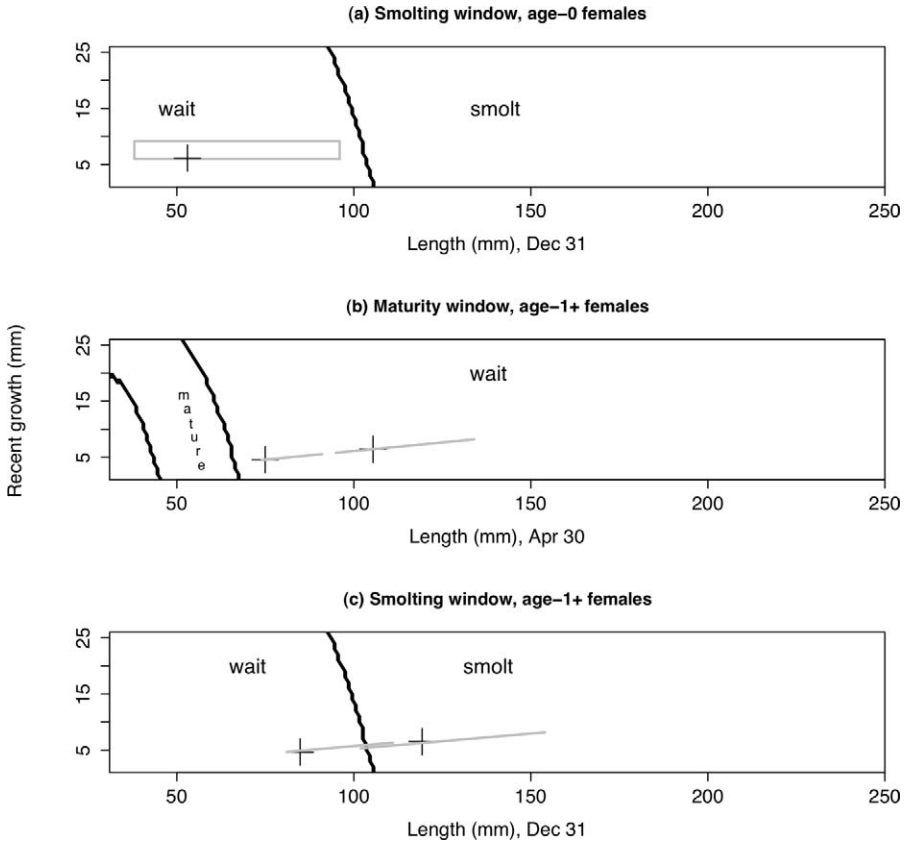 (a) Smolting window, age−0 females
25
15
5
wait
smolt
50 100 150 200 250
Length (mm), Dec 31
(b) Maturity window, age−1+ females
Recent growth (mm)
25
15
5
mature
wait
50 100 150 200 250
Length (mm), Apr 30
(c) Smolting window, age−1+ females
25
15
5
wait
smolt
50 100 150 200 250
Length (mm), Dec 31